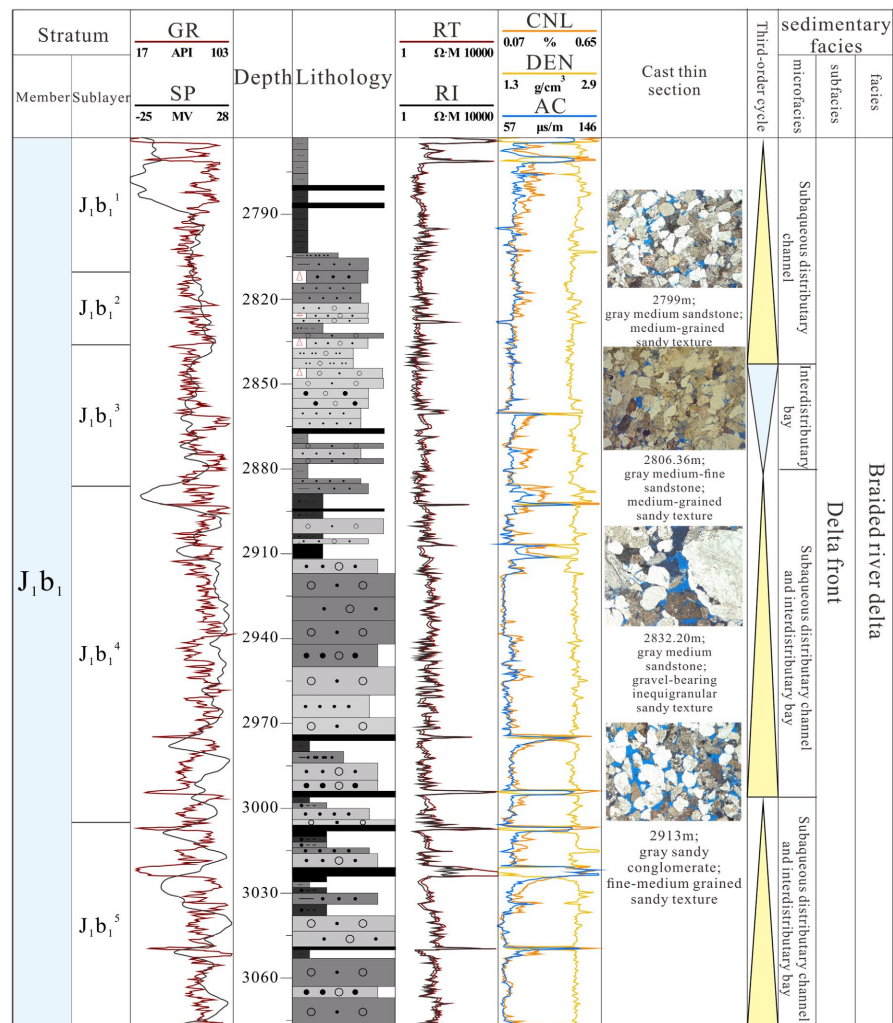 Stratum
GR
17 API 103
SP
-25 MV 28
Depth
Lithology
RT
1 Ω·M 10000
RI
1 Ω·M 10000
CNL
0.07 % 0.65
DEN
1.3 g/cm³ 2.9
AC
57 μs/m 146
Cast thin
section
Third-order cycle
sedimentary
facies
Member
Sublayer
microfacies
subfacies
facies
J₁b₁
J₁b₁¹
J₁b₁²
J₁b₁³
J₁b₁⁴
J₁b₁⁵
2790
2820
2850
2880
2910
2940
2970
3000
3030
3060
2799m;
gray medium sandstone;
medium-grained
sandy texture
2806.36m;
gray medium-fine
sandstone;
medium-grained
sandy texture
2832.20m;
gray medium
sandstone;
gravel-bearing
inequigranular
sandy texture
2913m;
gray sandy
conglomerate;
fine-medium grained
sandy texture
Subaqueous distributary
channel
Interdistributary
bay
Subaqueous distributary channel
and interdistributary bay
Subaqueous distributary channel
and interdistributary bay
Delta front
Braided river delta